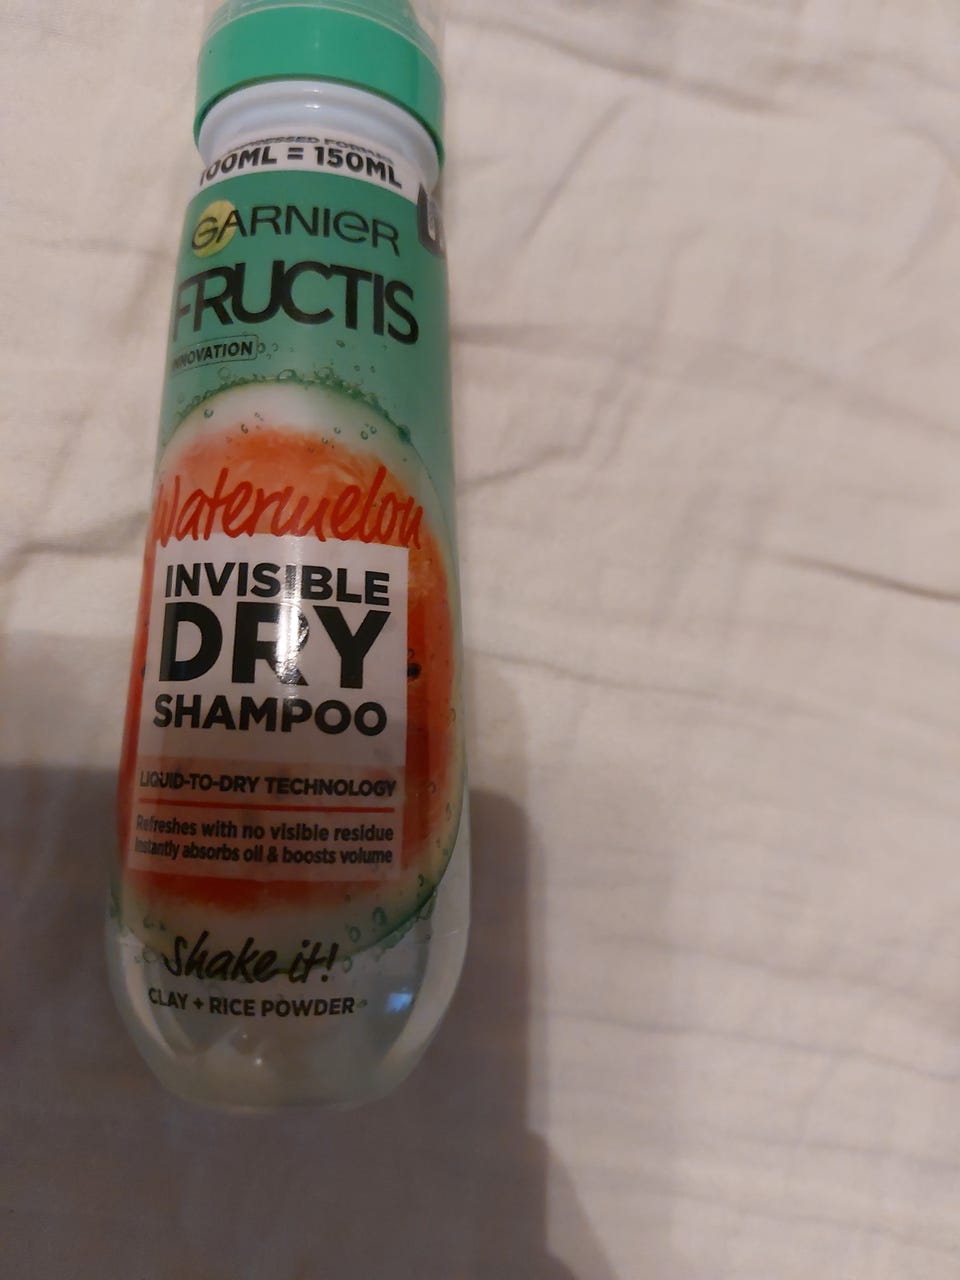 100ML = 150ML
GARNIER
FRUCTIS
INNOVATION
Watermelon
INVISIBLE
DRY
SHAMPOO
LIQUID-TO-DRY TECHNOLOGY
Refreshes with no visible residue
Instantly absorbs oil & boosts volume
Shake it!
CLAY + RICE POWDER